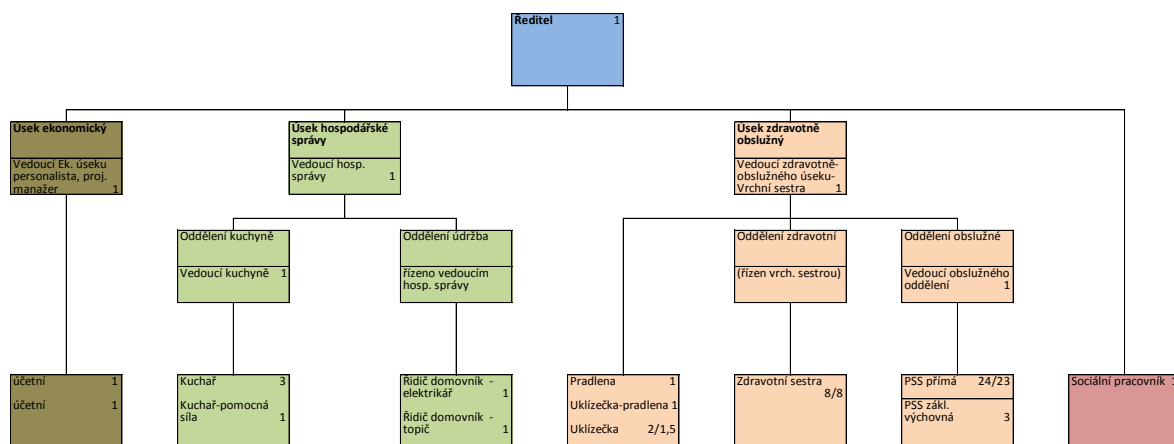 Ředitel 1
Úsek ekonomický
Vedoucí Ek. úseku
personalista, proj.
manažer 1
Úsek hospodářské
správy
Vedoucí hosp.
správy 1
Úsek zdravotně
obslužný
Vedoucí zdravotně-
obslužného úseku-
Vrchní sestra 1
Oddělení kuchyně
Vedoucí kuchyně 1
Oddělení údržba
řízeno vedoucím
hosp. správy
Oddělení zdravotní
(řízen vrch. sestrou)
Oddělení obslužné
Vedoucí obslužného
oddělení 1
účetní 1
účetní 1
Kuchař 3
Kuchař-pomocná
síla 1
Řidič domovník -
elektrikář 1
Řidič domovník -
topič 1
Pradlena 1
Uklízečka-pradlena 1
Uklízečka 2/1,5
Zdravotní sestra
8/8
PSS přímá 24/23
PSS zákl.
výchovná 3
Sociální pracovník 1